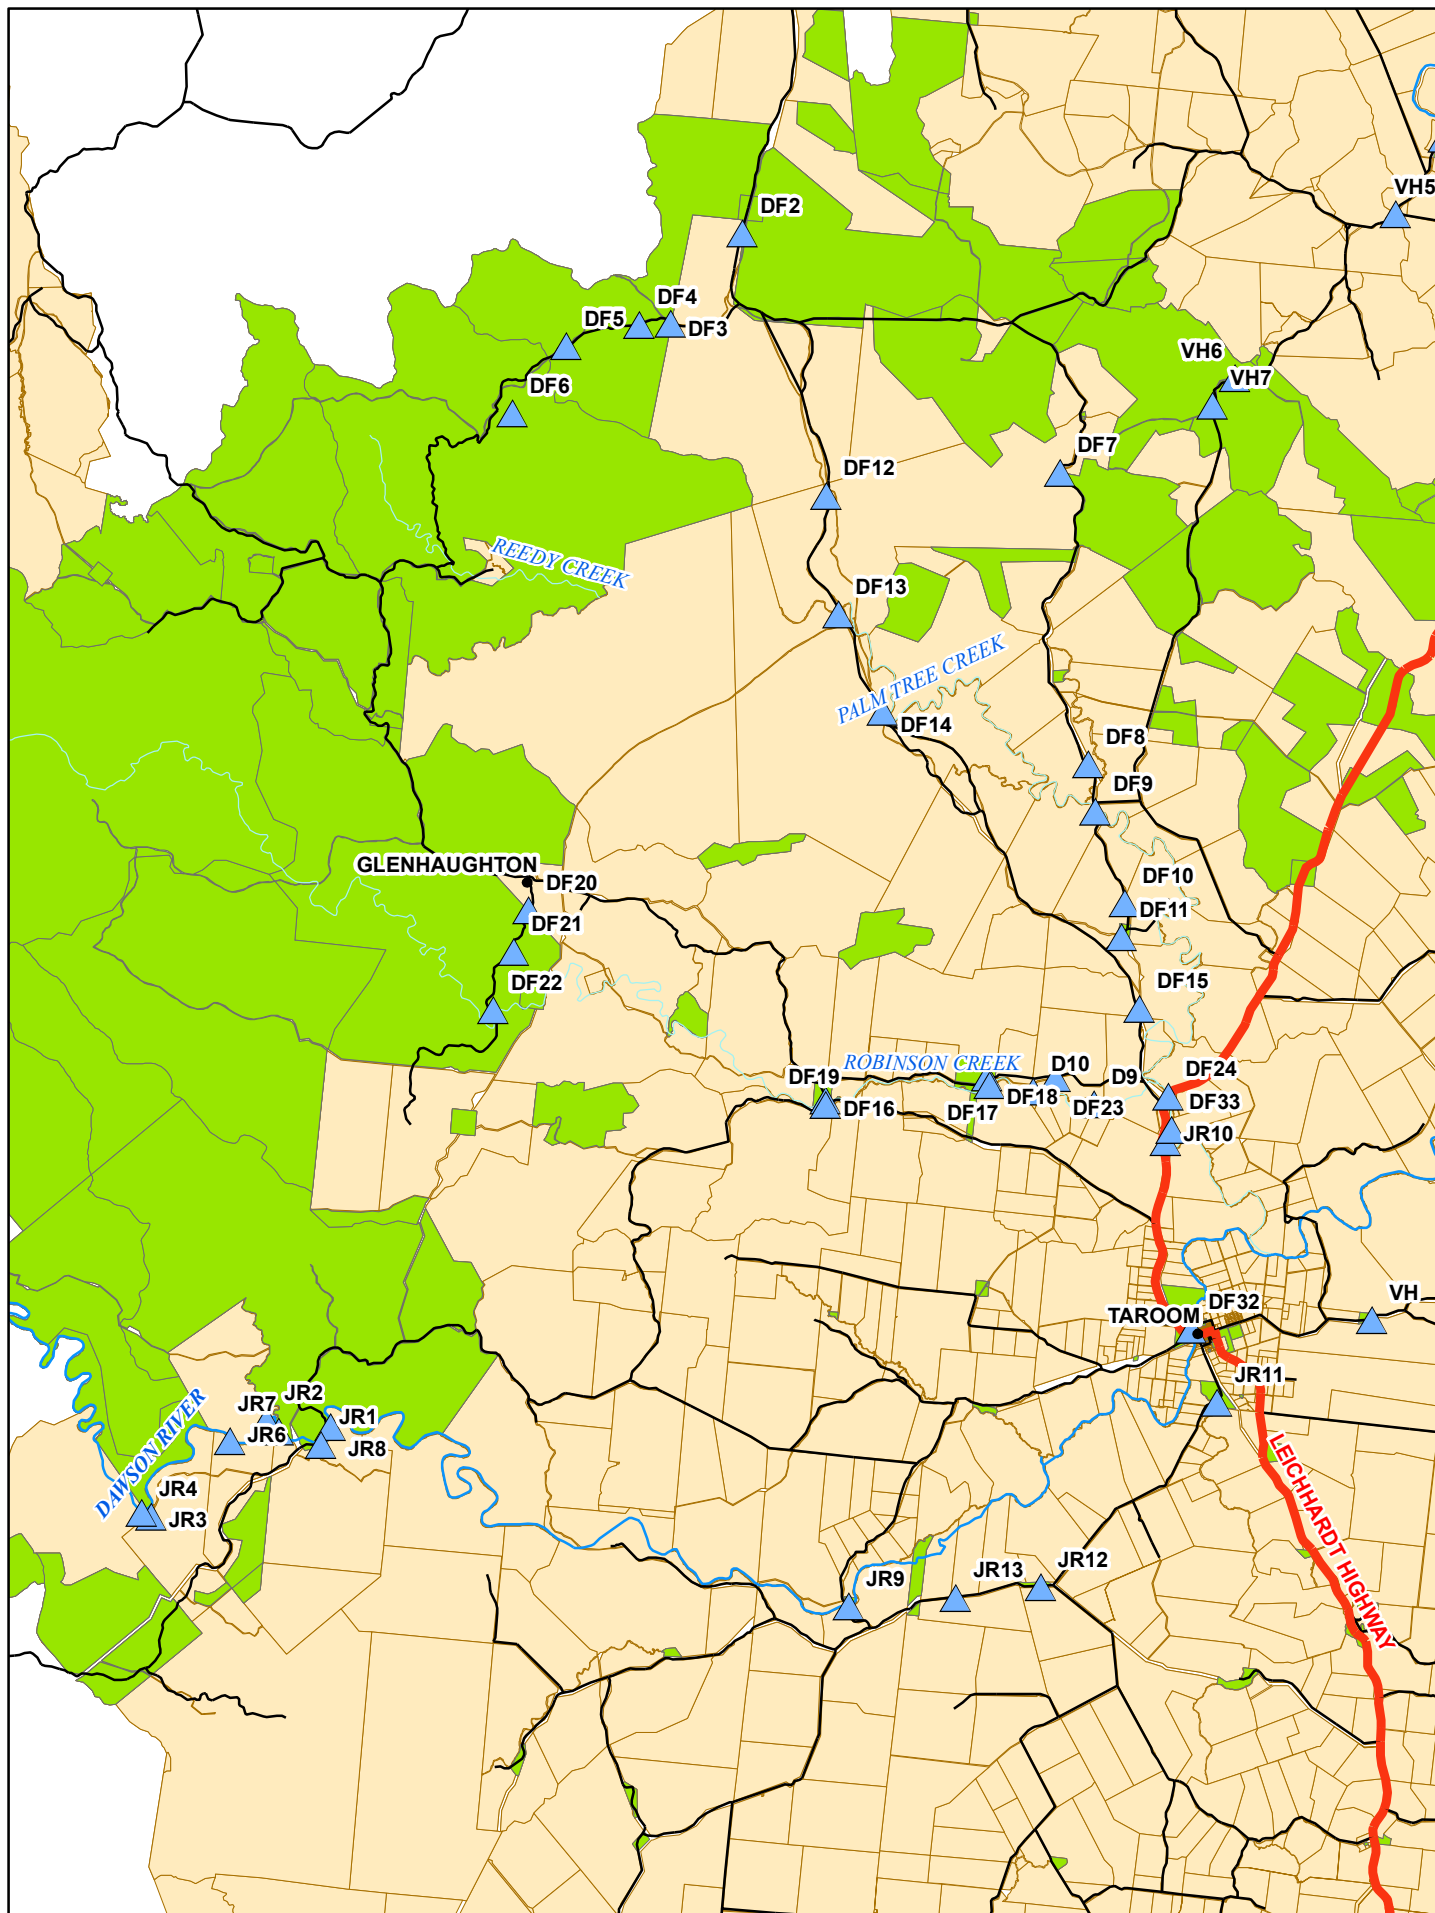 VH5
DF2
DF4
DF5
DF3
VH6
VH7
DF6
DF7
DF12
REEDY CREEK
DF13
PALM TREE CREEK
DF14
DF8
DF9
GLENHAUGHTON
DF20
DF10
DF21
DF11
DF22
DF15
ROBINSON CREEK
D10
DF24
DF19
D9
DF18
DF33
DF16
DF17
DF23
JR10
VH
DF32
TAROOM
JR11
JR2
JR7
JR1
JR6
JR8
DAWSON RIVER
JR4
JR3
LEICHHARDT HIGHWAY
JR12
JR13
JR9